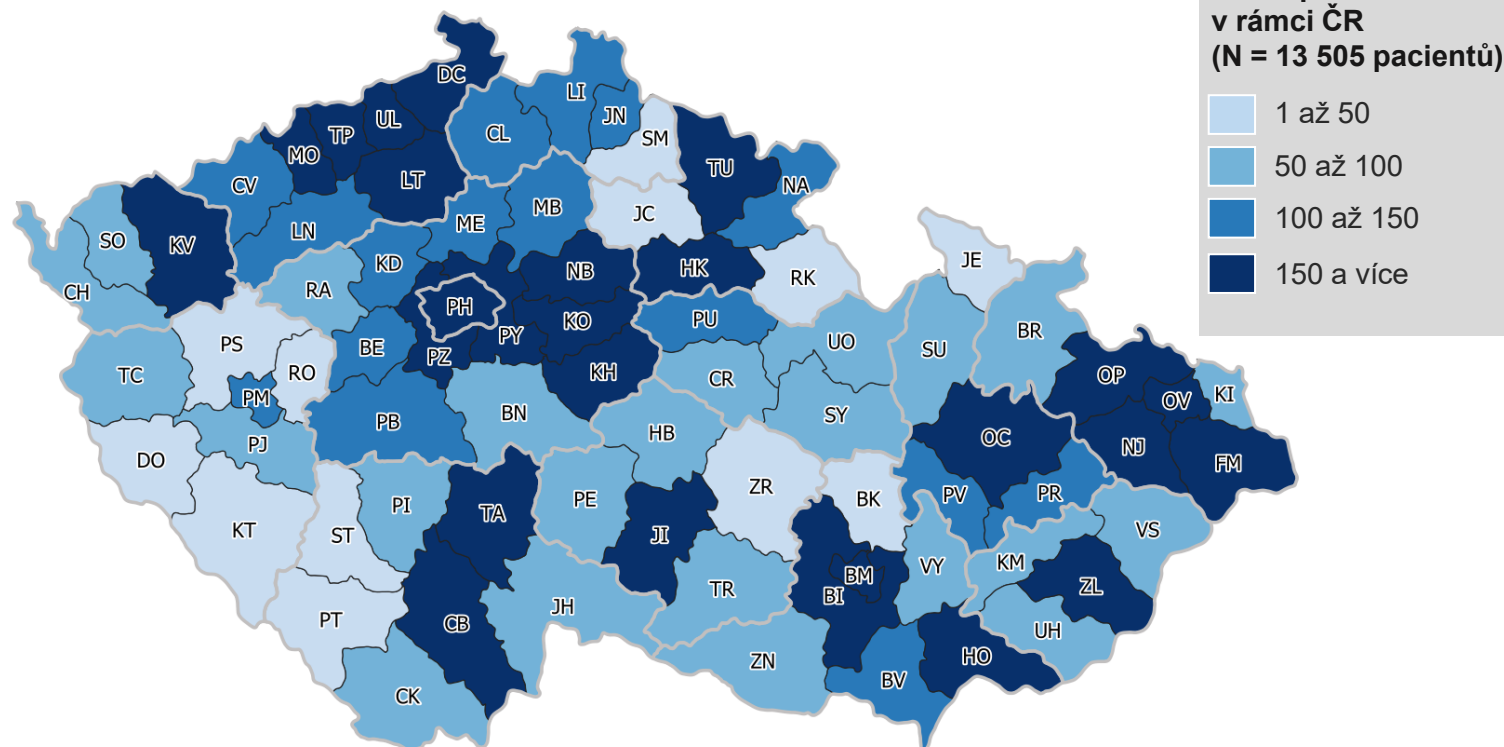 v rámci ČR
(N = 13 505 pacientů)
1 až 50
50 až 100
100 až 150
150 a více
DC
LI
JN
UL
TP
CL
SM
MO
LT
TU
CV
NA
MB
JC
ME
LN
SO
KV
KD
NB
HK
RK
JE
CH
RA
PH
KO
PU
PY
BR
PS
BE
PZ
UO
SU
RO
TC
KH
CR
OP
PM
OV
KI
BN
SY
PB
HB
OC
PJ
NJ
DO
FM
ZR
PE
BK
PV
PR
PI
TA
KT
ST
JI
VS
VY
KM
BM
ZL
TR
BI
JH
PT
CB
UH
HO
ZN
BV
CK